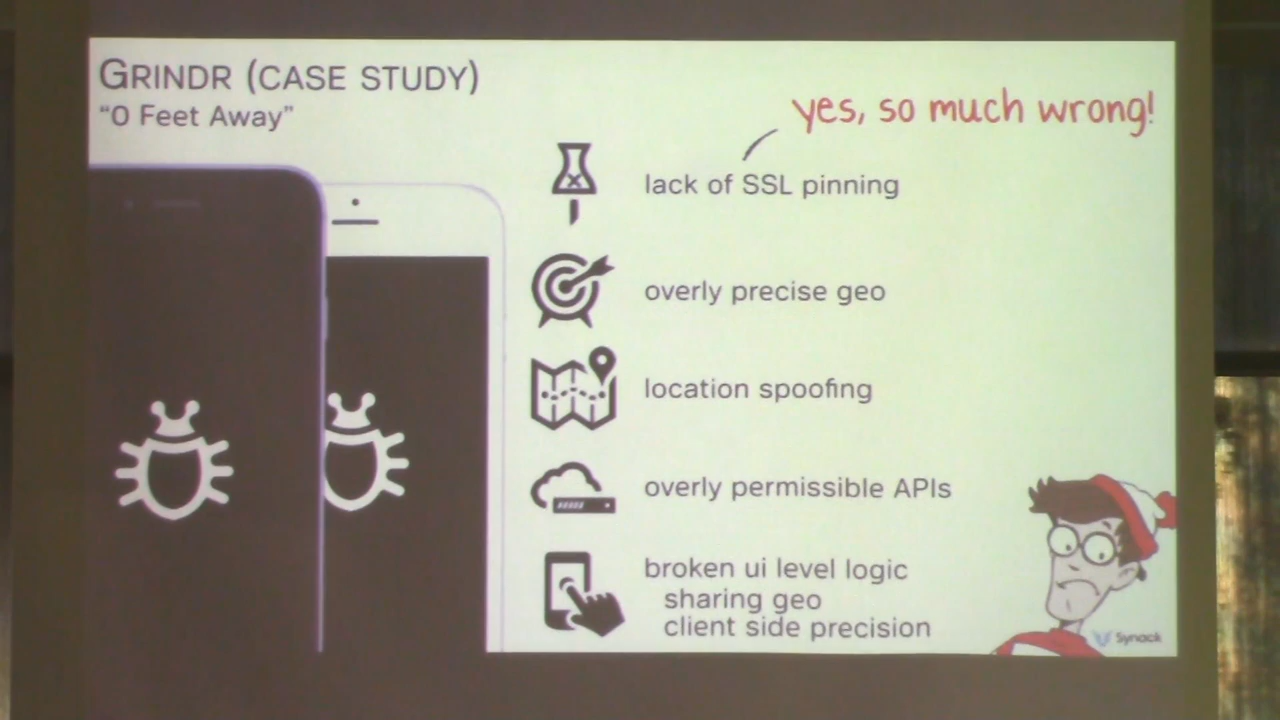 GRINDR (CASE STUDY)
“0 Feet Away”
yes, so much wrong!
lack of SSL pinning
overly precise geo
location spoofing
overly permissible APIs
broken ui level logic
sharing geo
client side precision
Synack